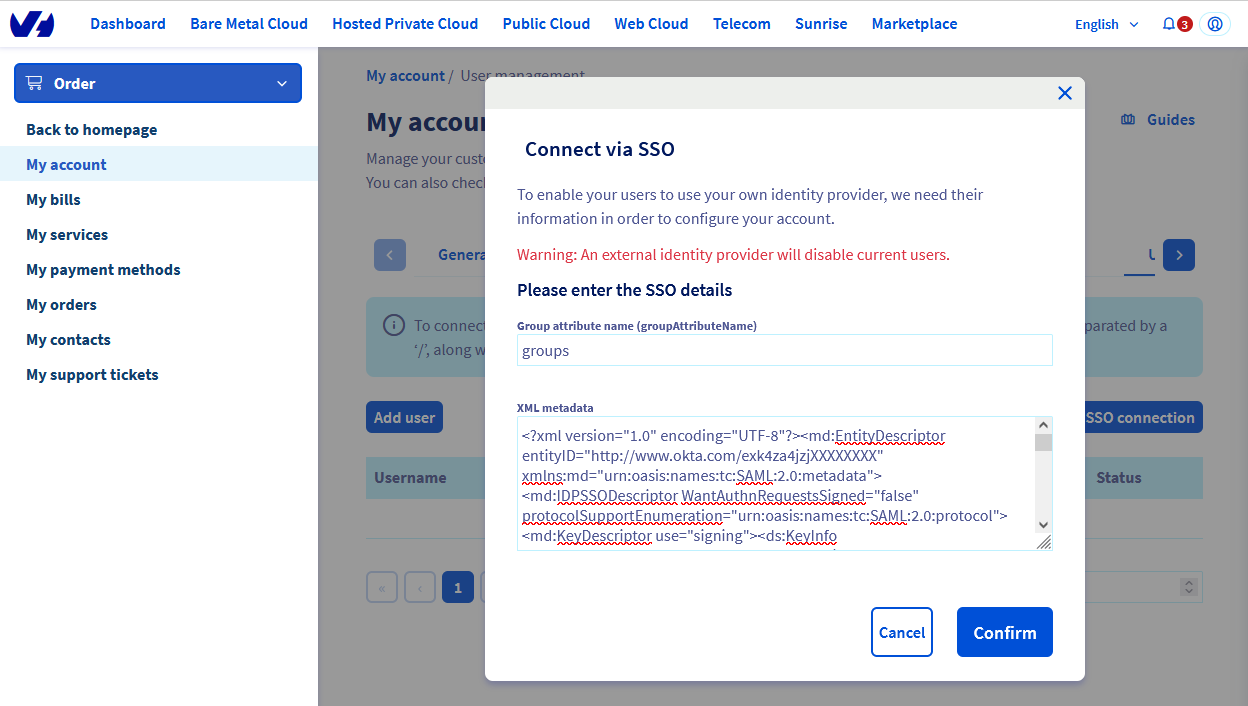 Dashboard Bare Metal Cloud Hosted Private Cloud Public Cloud Web Cloud Telecom Sunrise Marketplace English 3
Order
Back to homepage
My account
My bills
My services
My payment methods
My orders
My contacts
My support tickets
My account / User management
My accou
Guides
Manage your cust
You can also chec
Genera
U
To connec
parated by a
‘/’, along w
Add user
SSO connection
Username
Status
« ‹ 1
Connect via SSO
To enable your users to use your own identity provider, we need their
information in order to configure your account.
Warning: An external identity provider will disable current users.
Please enter the SSO details
Group attribute name (groupAttributeName)
groups
XML metadata
<?xml version="1.0" encoding="UTF-8"?><md:EntityDescriptor
entityID="http://www.okta.com/exk4za4jzjXXXXXXXX"
xmlns:md="urn:oasis:names:tc:SAML:2.0:metadata">
<md:IDPSSODescriptor WantAuthnRequestsSigned="false"
protocolSupportEnumeration="urn:oasis:names:tc:SAML:2.0:protocol">
<md:KeyDescriptor use="signing"><ds:KeyInfo
Cancel
Confirm